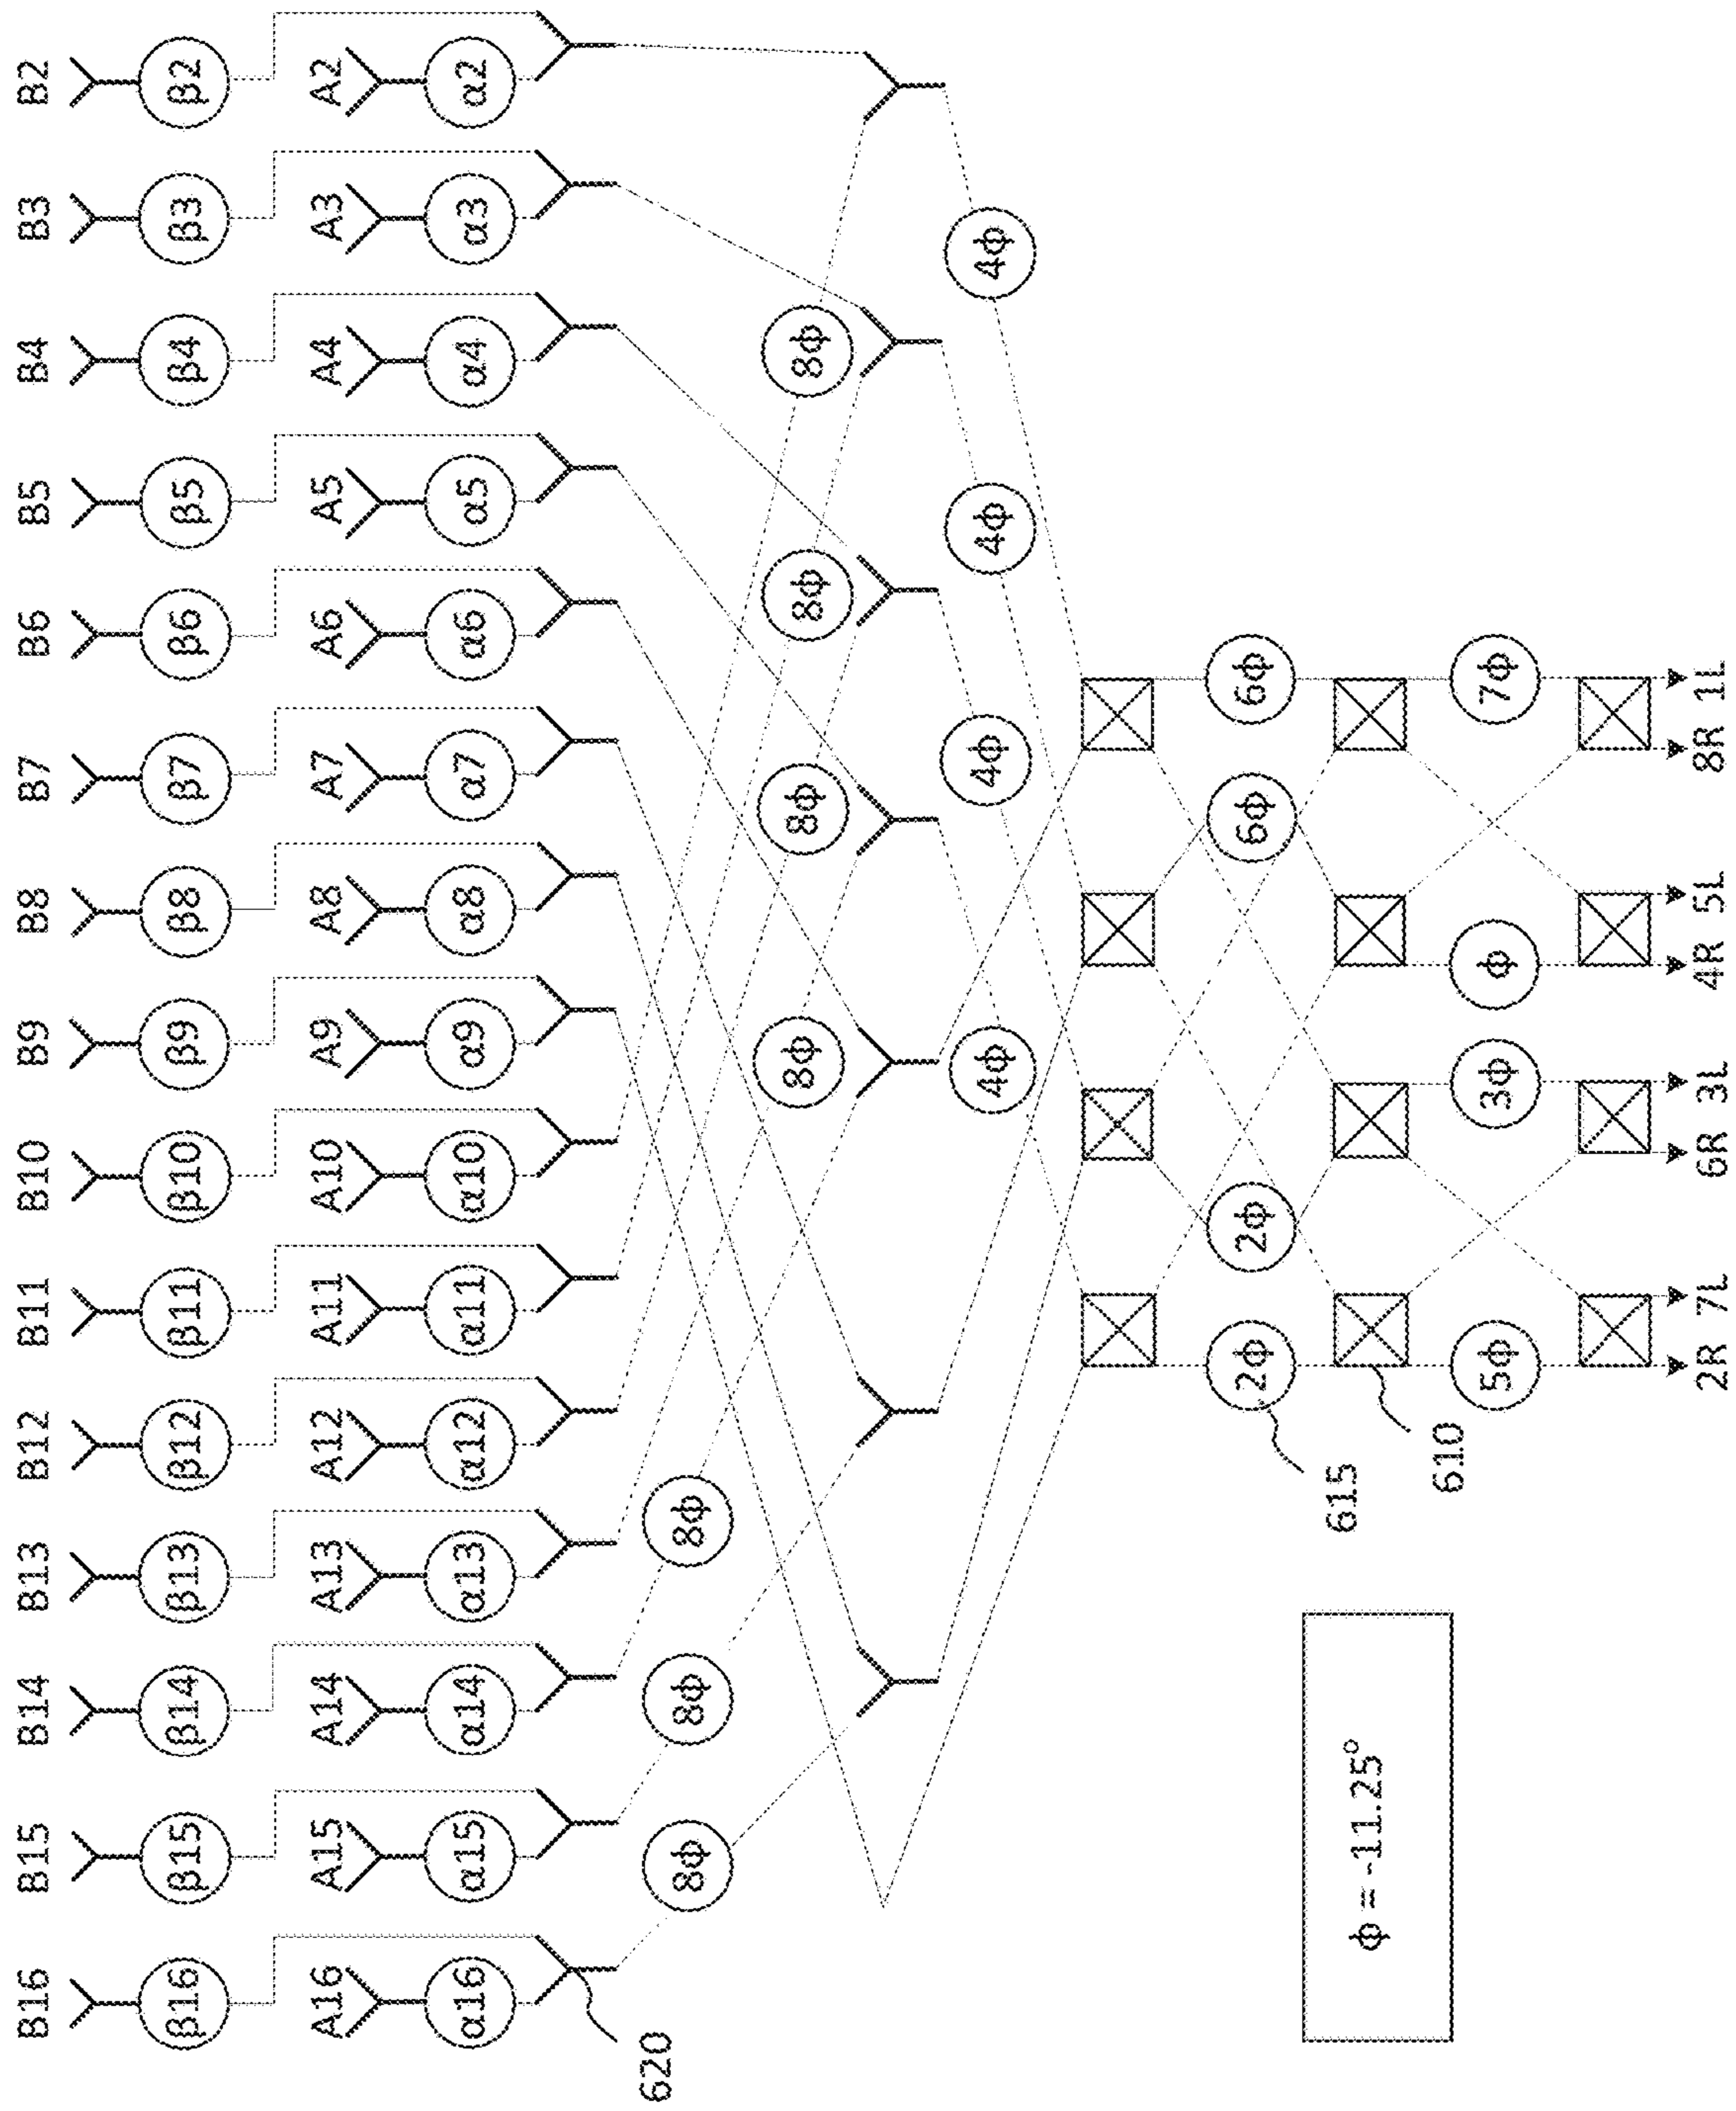 B16 B15 B14 B13 B12 B11 B10 B9 B8 B7 B6 B5 B4 B3 B2
β16 β15 β14 β13 β12 β11 β10 β9 β8 β7 β6 β5 β4 β3 β2
A16 A15 A14 A13 A12 A11 A10 A9 A8 A7 A6 A5 A4 A3 A2
α16 α15 α14 α13 α12 α11 α10 α9 α8 α7 α6 α5 α4 α3 α2
620
8ϕ 8ϕ 8ϕ
8ϕ 8ϕ 8ϕ 8ϕ
4ϕ 4ϕ 4ϕ 4ϕ
2ϕ 2ϕ 6ϕ 6ϕ
615
610
ϕ = -11.25°
5ϕ 3ϕ ϕ 7ϕ
2R 7L 6R 3L 4R 5L 8R 1L